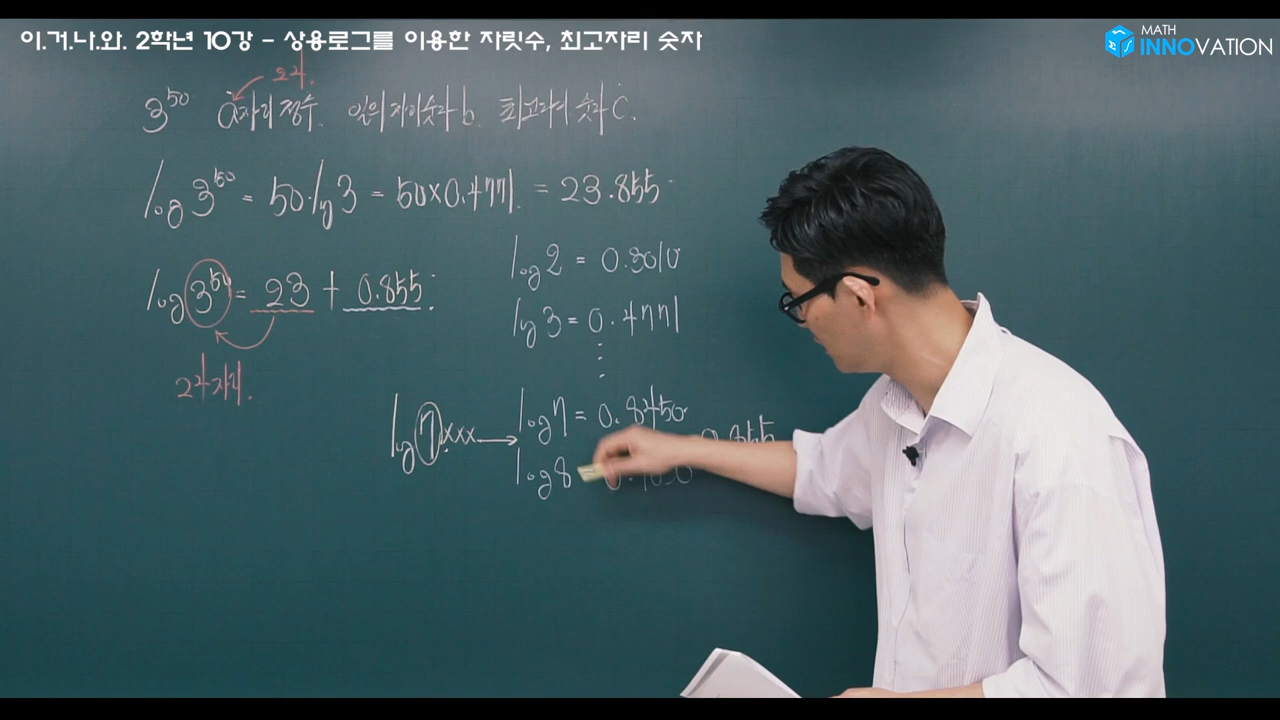 이.거.나.와. 2학년 10강 - 상용로그를 이용한 자릿수, 최고자리 숫자
MATH
INNOVATION
24.
3^50 a자리 정수. 일의 자리숫자 b. 최고자리 숫자 c.
log 3^50 = 50·log 3 = 50×0.4771. = 23.855
log 3^50 = 23 + 0.855
log 2 = 0.3010
log 3 = 0.4771
⋮
24자리.
log 7.xxx → log 7 = 0.8450
0.855
log 8